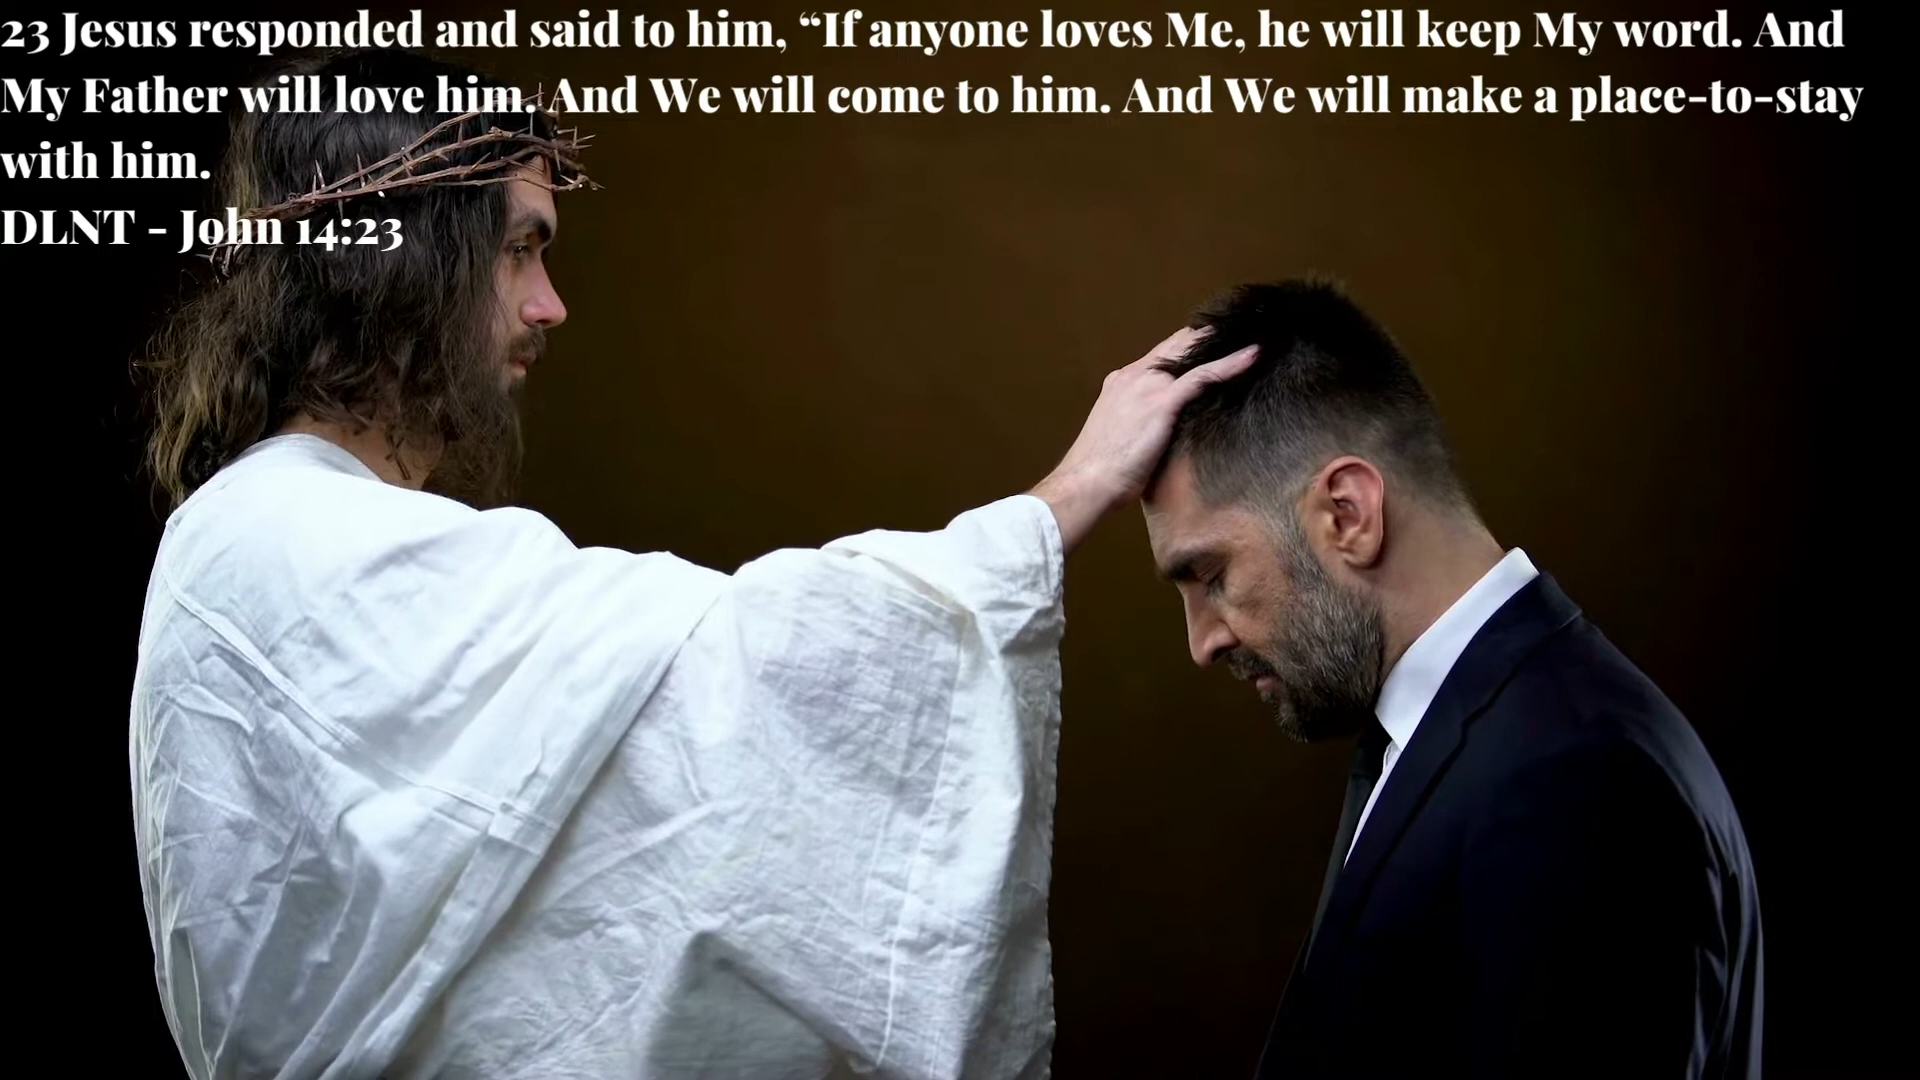 23 Jesus responded and said to him, “If anyone loves Me, he will keep My word. And
My Father will love him. And We will come to him. And We will make a place-to-stay
with him.
DLNT - John 14:23